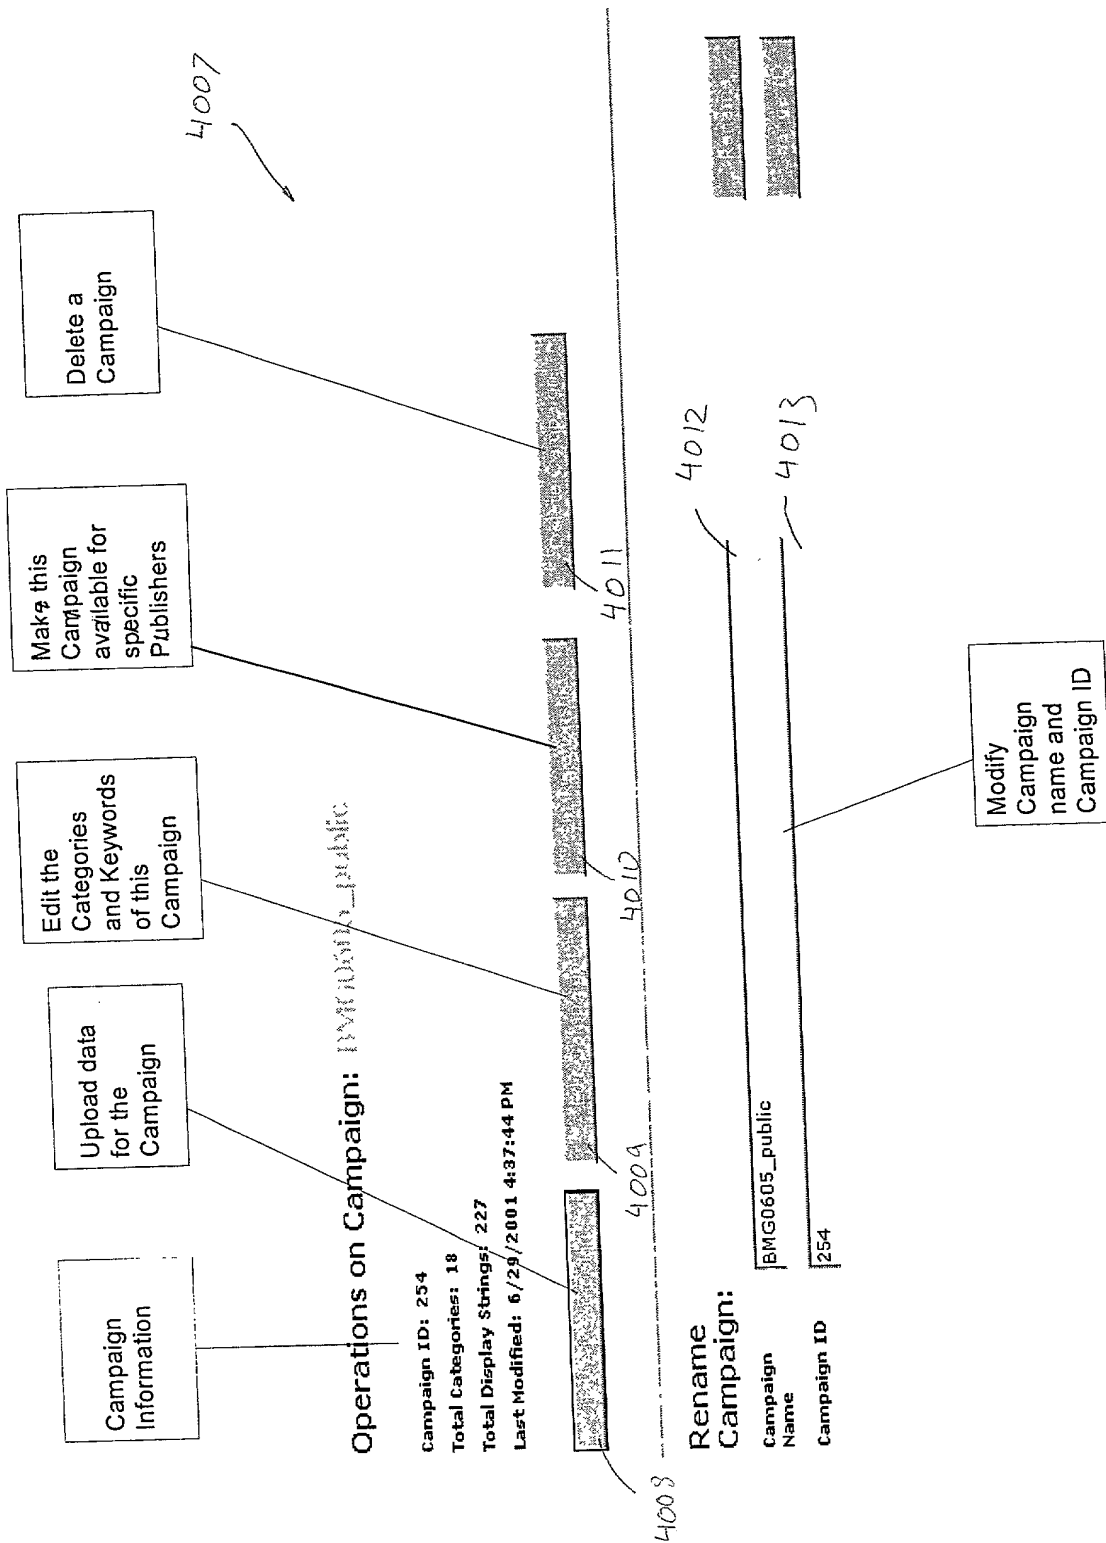 Campaign
Information
Upload data
for the
Campaign
Edit the
Categories
and Keywords
of this
Campaign
Make this
Campaign
available for
specific
Publishers
Delete a
Campaign
4007
Operations on Campaign:
Campaign ID: 254
Total Categories: 18
Total Display Strings: 227
Last Modified: 6/29/2001 4:37:44 PM
4008
4009
4010
4011
Rename
Campaign:
Campaign
Name
BMG0605_public
4012
Campaign ID
254
4013
Modify
Campaign
name and
Campaign ID